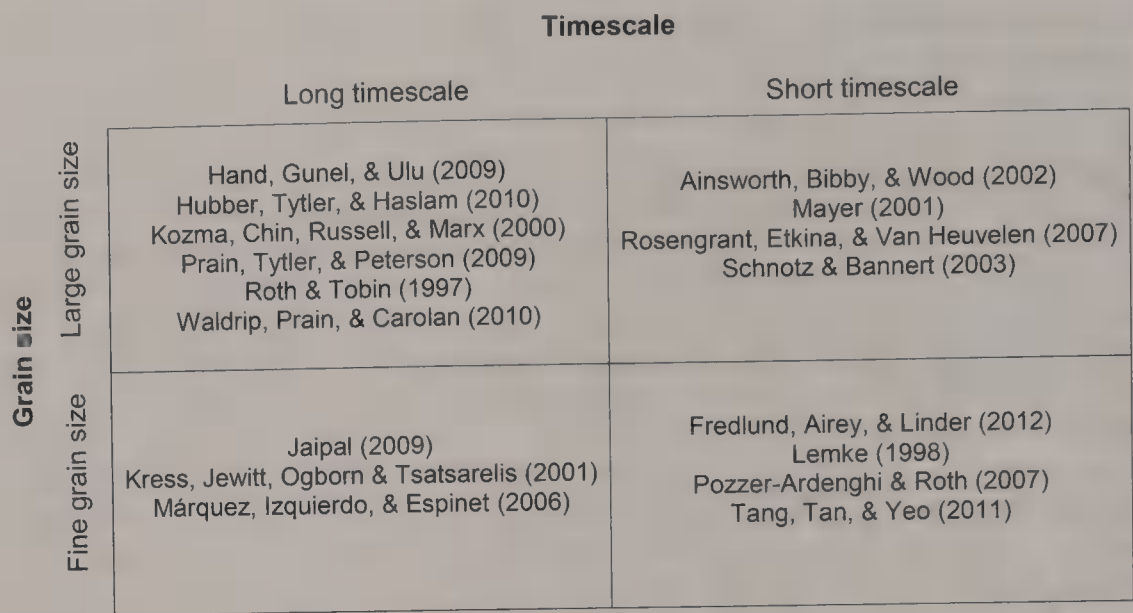 Timescale
Long timescale
Short timescale
Grain size
Large grain size
Hand, Gunel, & Ulu (2009)
Hubber, Tytler, & Haslam (2010)
Kozma, Chin, Russell, & Marx (2000)
Prain, Tytler, & Peterson (2009)
Roth & Tobin (1997)
Waldrip, Prain, & Carolan (2010)
Ainsworth, Bibby, & Wood (2002)
Mayer (2001)
Rosengrant, Etkina, & Van Heuvelen (2007)
Schnotz & Bannert (2003)
Fine grain size
Jaipal (2009)
Kress, Jewitt, Ogborn & Tsatsarelis (2001)
Márquez, Izquierdo, & Espinet (2006)
Fredlund, Airey, & Linder (2012)
Lemke (1998)
Pozzer-Ardenghi & Roth (2007)
Tang, Tan, & Yeo (2011)